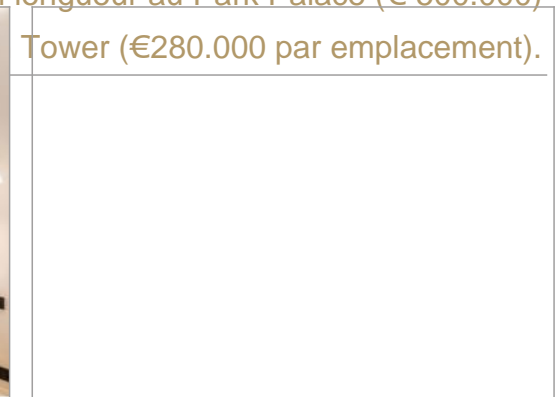 au Park Palace (€
Tower (€280.000 par emplacement).